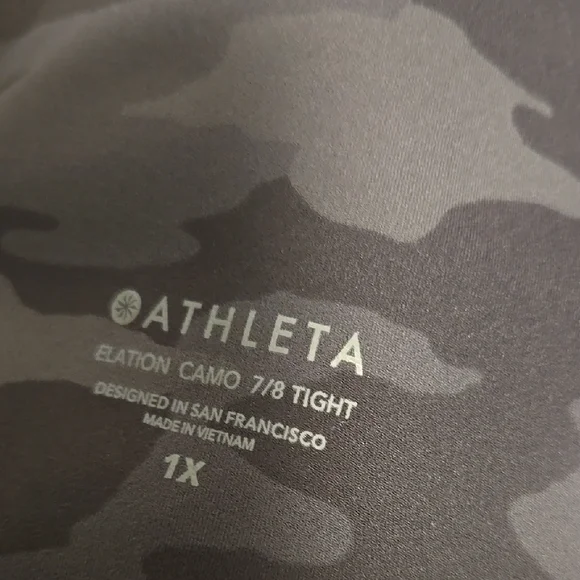 ATHLETA
ELATION CAMO 7/8 TIGHT
DESIGNED IN SAN FRANCISCO
MADE IN VIETNAM
1X